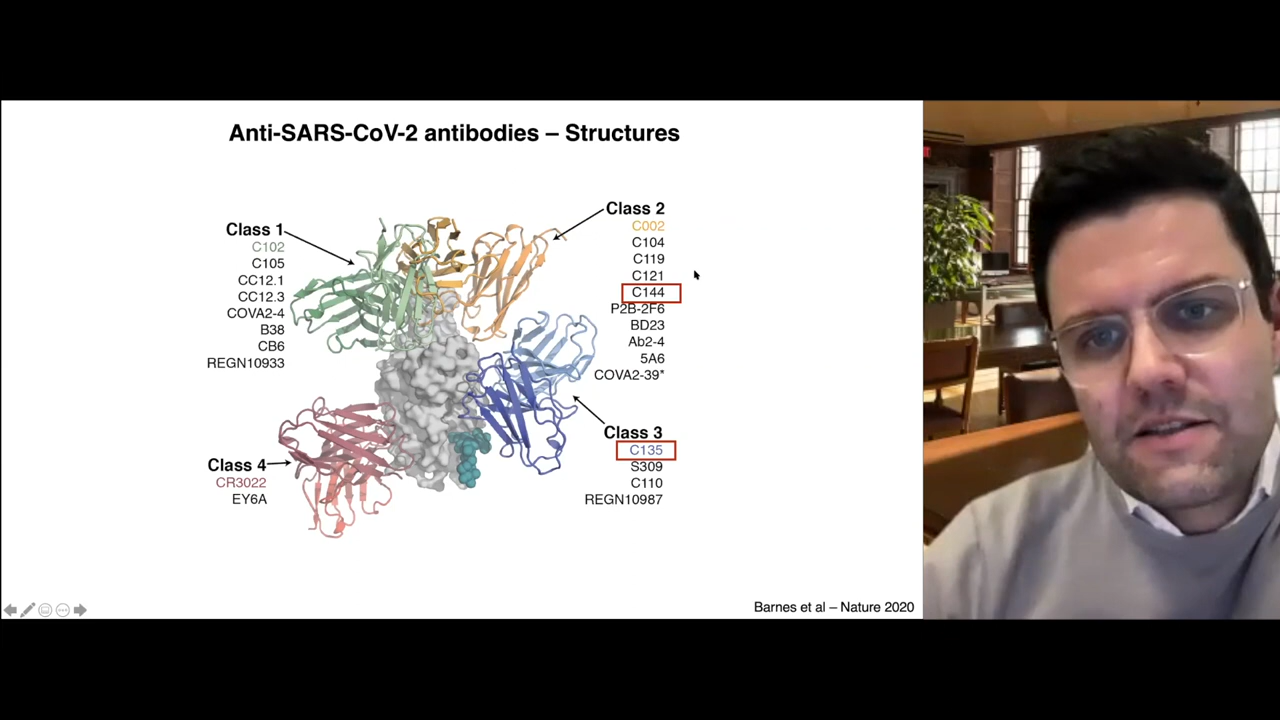 Anti-SARS-CoV-2 antibodies – Structures
Class 1
C102
C105
CC12.1
CC12.3
COVA2-4
B38
CB6
REGN10933
Class 2
C002
C104
C119
C121
C144
P2B-2F6
BD23
Ab2-4
5A6
COVA2-39*
Class 3
C135
S309
C110
REGN10987
Class 4
CR3022
EY6A
Barnes et al – Nature 2020